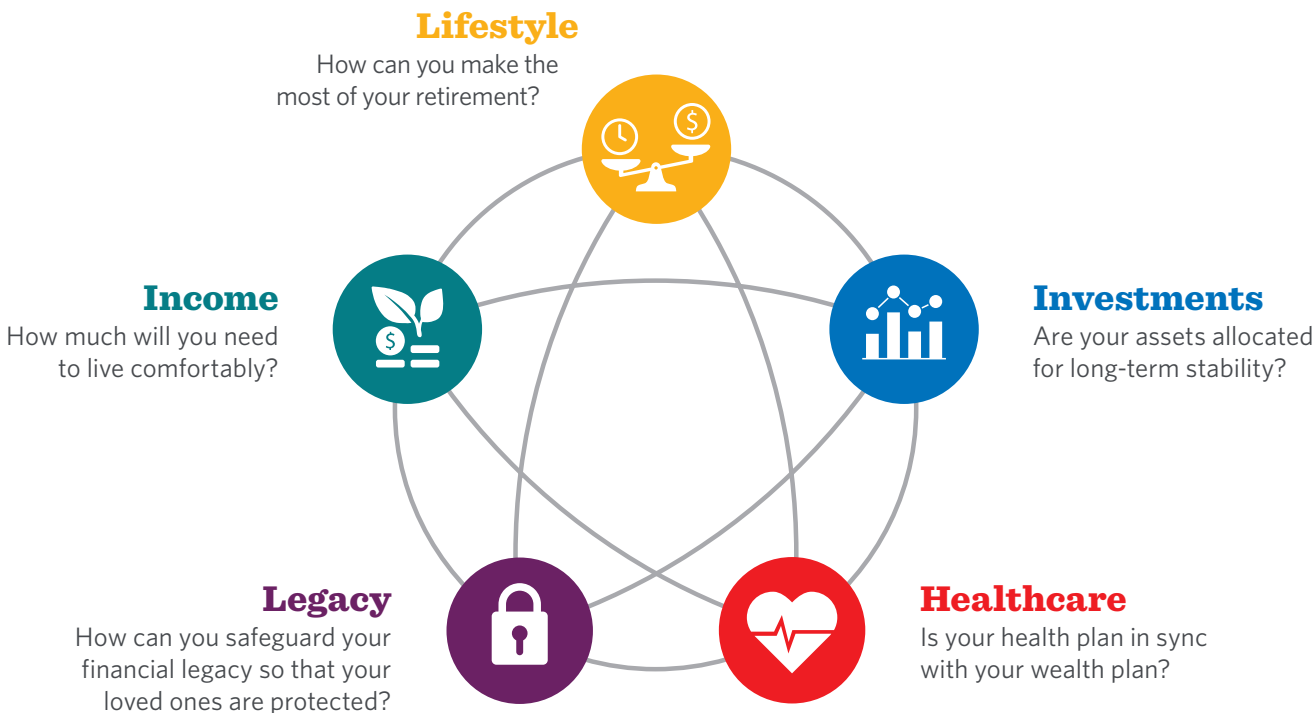 Lifestyle
How can you make the
most of your retirement?
$
Income
How much will you need
to live comfortably?
$
Investments
Are your assets allocated
for long-term stability?
Legacy
How can you safeguard your
financial legacy so that your
loved ones are protected?
Healthcare
Is your health plan in sync
with your wealth plan?